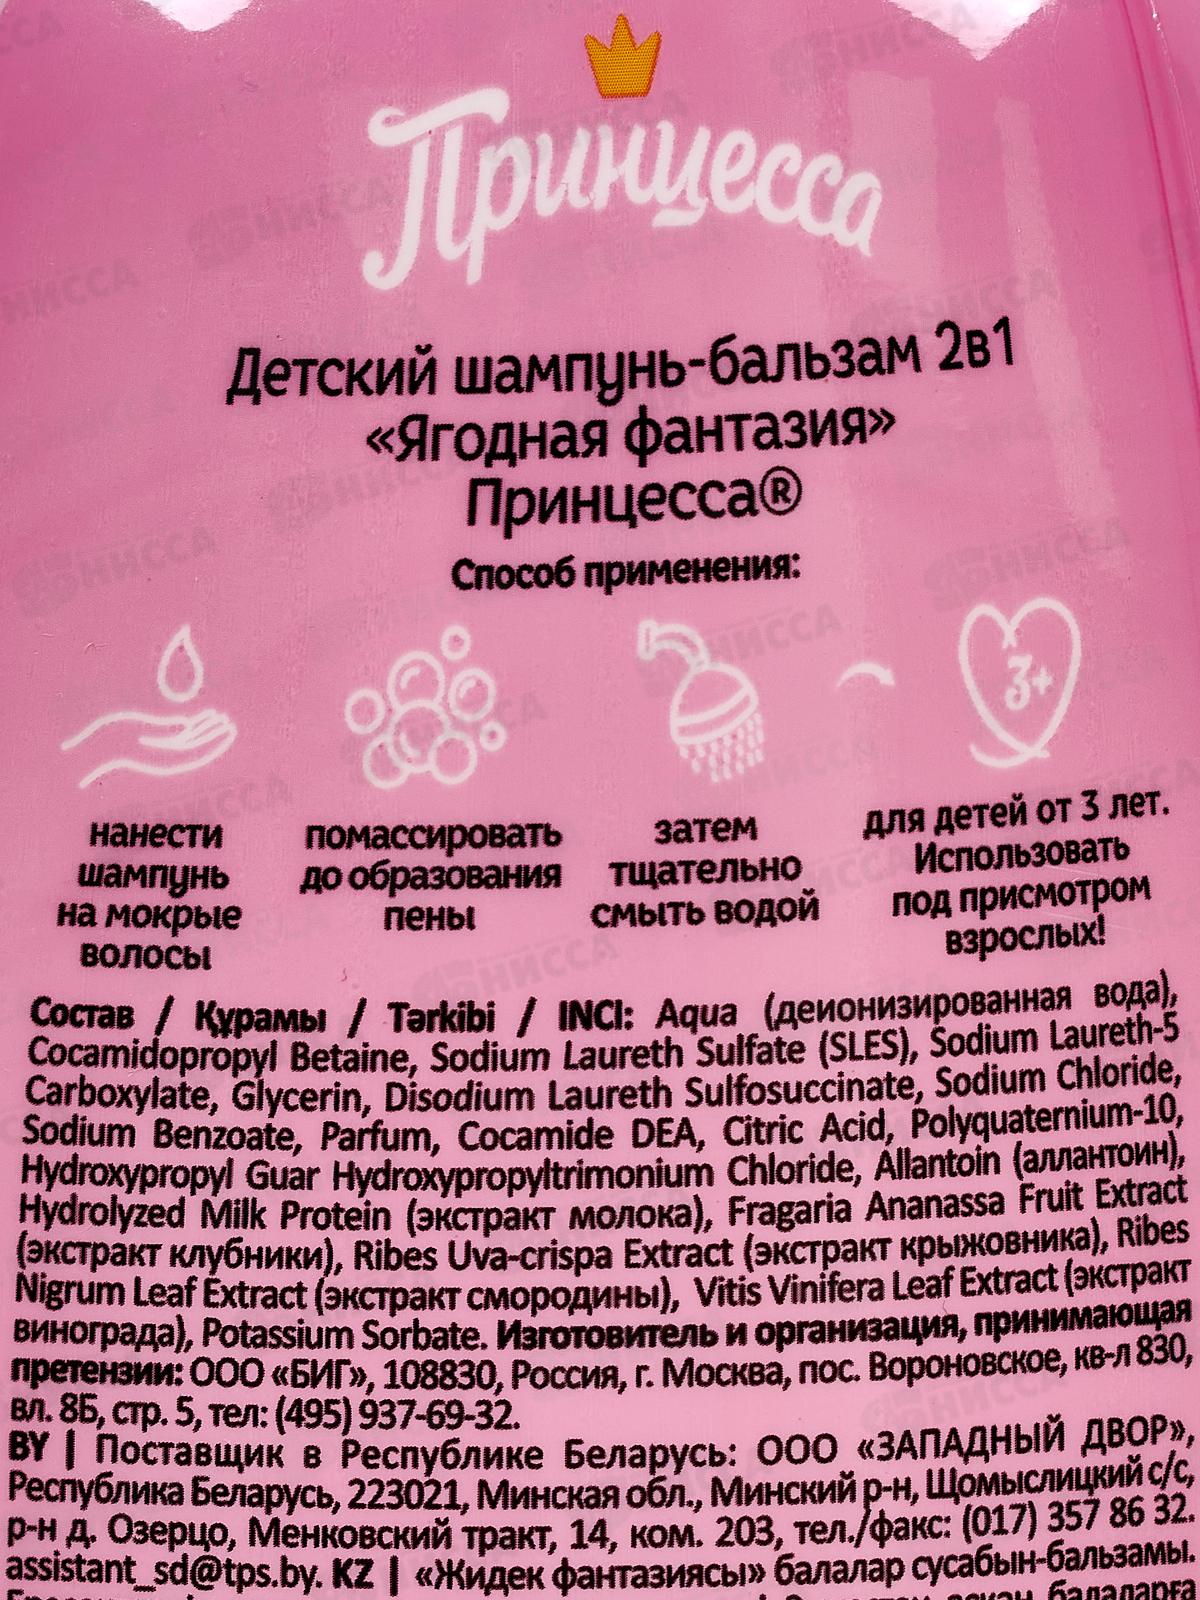 Принцесса
Детский шампунь-бальзам 2в1
«Ягодная фантазия»
Принцесса®
Способ применения:
3+
нанести
шампунь
на мокрые
волосы
помассировать
до образования
пены
затем
тщательно
смыть водой
для детей от 3 лет.
Использовать
под присмотром
взрослых!
Состав / Құрамы / Tərkibi / INCI: Aqua (деионизированная вода),
Cocamidopropyl Betaine, Sodium Laureth Sulfate (SLES), Sodium Laureth-5
Carboxylate, Glycerin, Disodium Laureth Sulfosuccinate, Sodium Chloride,
Sodium Benzoate, Parfum, Cocamide DEA, Citric Acid, Polyquaternium-10,
Hydroxypropyl Guar Hydroxypropyltrimonium Chloride, Allantoin (аллантоин),
Hydrolyzed Milk Protein (экстракт молока), Fragaria Ananassa Fruit Extract
(экстракт клубники), Ribes Uva-crispa Extract (экстракт крыжовника), Ribes
Nigrum Leaf Extract (экстракт смородины), Vitis Vinifera Leaf Extract (экстракт
винограда), Potassium Sorbate. Изготовитель и организация, принимающая
претензии: ООО «БИГ», 108830, Россия, г. Москва, пос. Вороновское, кв-л 830,
вл. 8Б, стр. 5, тел: (495) 937-69-32.
BY | Поставщик в Республике Беларусь: ООО «ЗАПАДНЫЙ ДВОР»,
Республика Беларусь, 223021, Минская обл., Минский р-н, Щомыслицкий с/с,
р-н д. Озерцо, Менковский тракт, 14, ком. 203, тел./факс: (017) 357 86 32.
assistant_sd@tps.by. KZ | «Жидек фантазиясы» балалар сусабын-бальзамы.